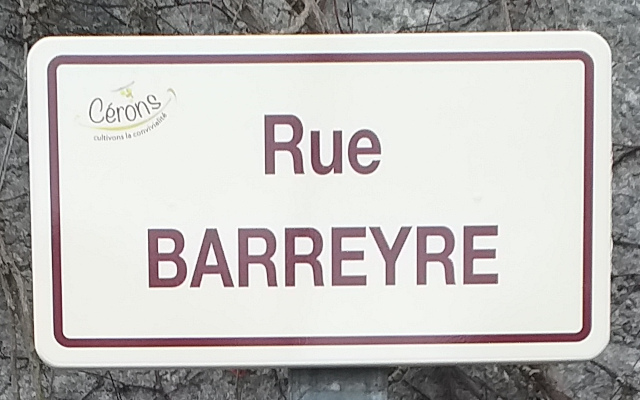 Cérons
cultivons la convivialité
Rue
BARREYRE